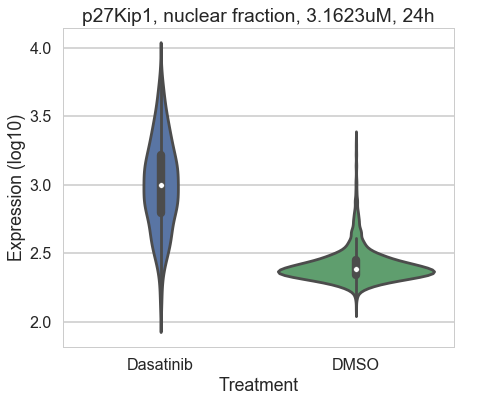 p27Kip1, nuclear fraction, 3.1623uM, 24h
4.0
3.5
3.0
2.5
2.0
Expression (log10)
Dasatinib
DMSO
Treatment